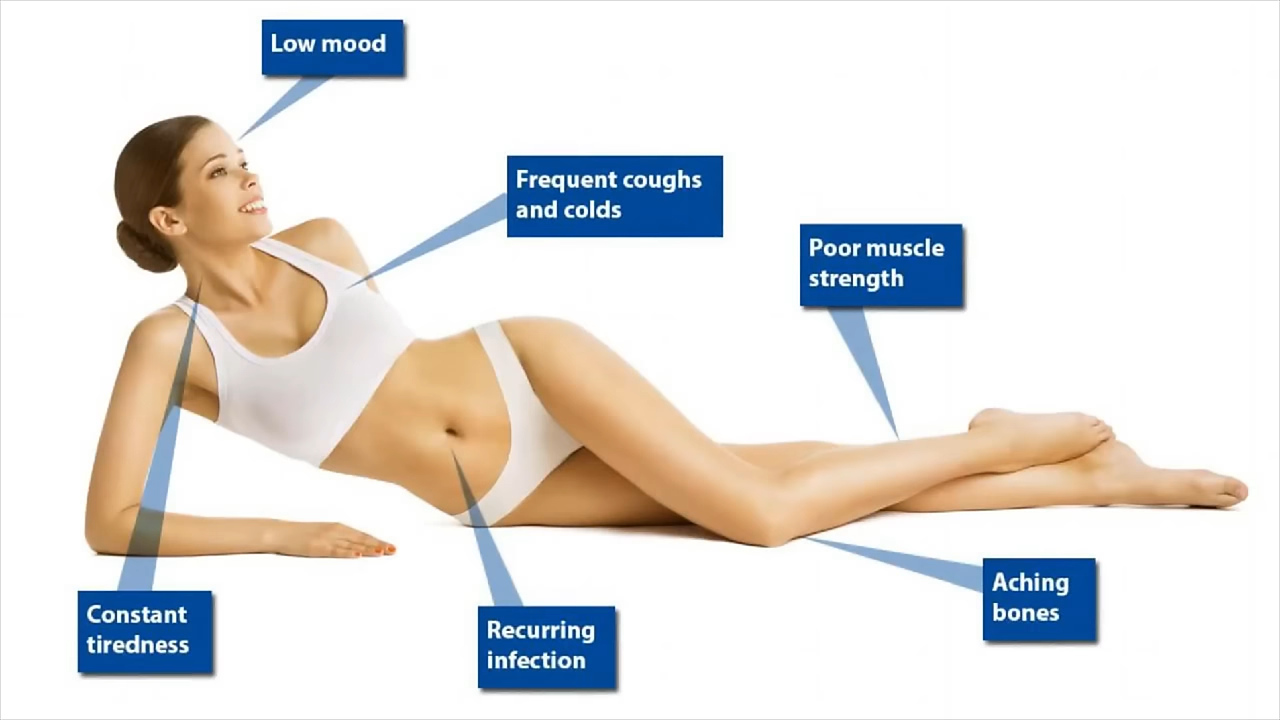 Low mood
Frequent coughs
and colds
Poor muscle
strength
Aching
bones
Constant
tiredness
Recurring
infection